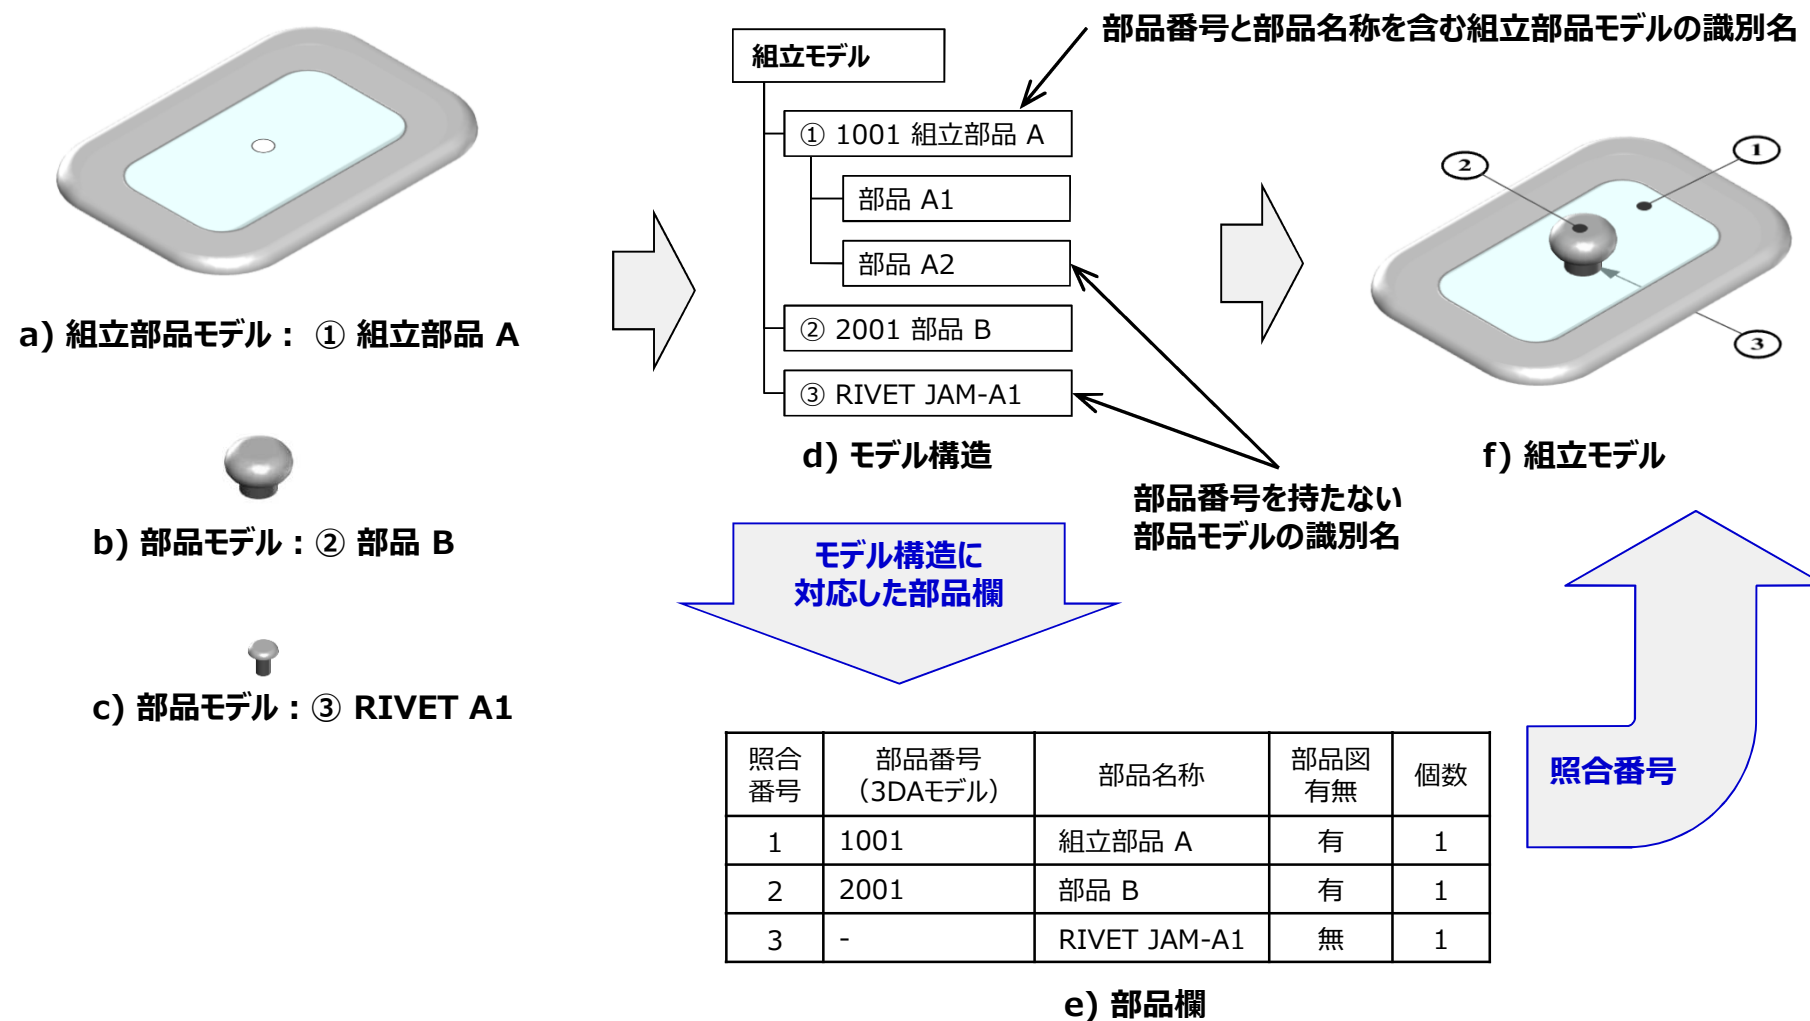 a) 組立部品モデル： ① 組立部品 A
b) 部品モデル：② 部品 B
c) 部品モデル：③ RIVET A1
部品番号と部品名称を含む組立部品モデルの識別名
組立モデル
① 1001 組立部品 A
部品 A1
部品 A2
② 2001 部品 B
③ RIVET JAM-A1
d) モデル構造
部品番号を持たない
部品モデルの識別名
1
2
3
f) 組立モデル
モデル構造に
対応した部品欄
照合番号
照合
番号
部品番号
（3DAモデル）
部品名称
部品図
有無
個数
1 1001 組立部品 A 有 1
2 2001 部品 B 有 1
3 - RIVET JAM-A1 無 1
e) 部品欄